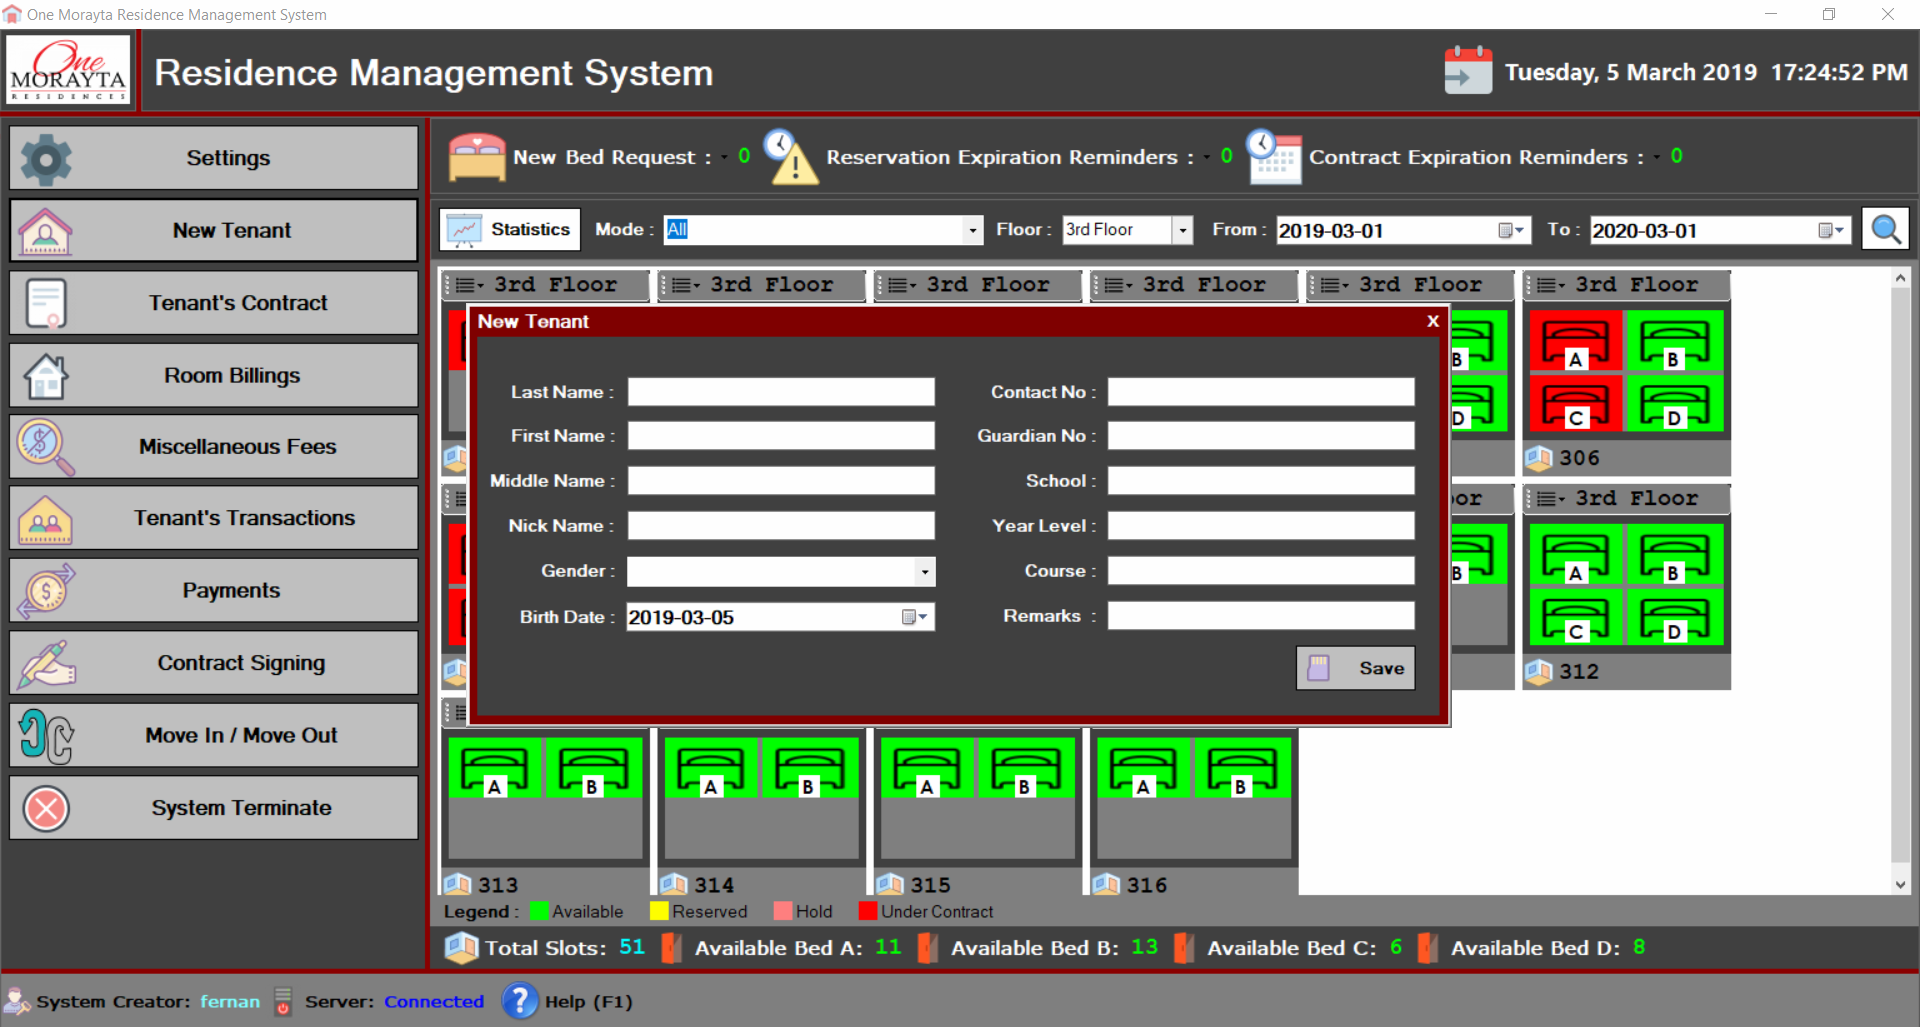 One Morayta Residence Management System
One
MORAYTA
RESIDENCES
Residence Management System
Tuesday, 5 March 2019 17:24:52 PM
Settings
New Tenant
Tenant's Contract
Room Billings
Miscellaneous Fees
Tenant's Transactions
Payments
Contract Signing
Move In / Move Out
System Terminate
New Bed Request : - 0
Reservation Expiration Reminders : - 0
Contract Expiration Reminders : - 0
Statistics
Mode : All
Floor : 3rd Floor
From : 2019-03-01
To : 2020-03-01
3rd Floor 3rd Floor 3rd Floor 3rd Floor 3rd Floor 3rd Floor
New Tenant X
Last Name :
First Name :
Middle Name :
Nick Name :
Gender :
Birth Date : 2019-03-05
Contact No :
Guardian No :
School :
Year Level :
Course :
Remarks :
Save
B
D
A B
C D
306
oor 3rd Floor
B
A B
C D
312
A B A B A B A B
313 314 315 316
Legend : Available Reserved Hold Under Contract
Total Slots: 51 Available Bed A: 11 Available Bed B: 13 Available Bed C: 6 Available Bed D: 8
System Creator: fernan Server: Connected ? Help (F1)